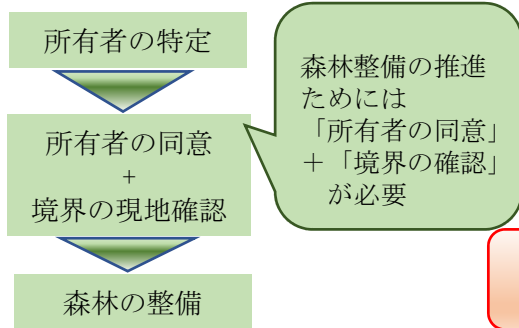 所有者の特定
所有者の同意
+
境界の現地確認
森林の整備
森林整備の推進
ためには
「所有者の同意」
＋「境界の確認」
が必要